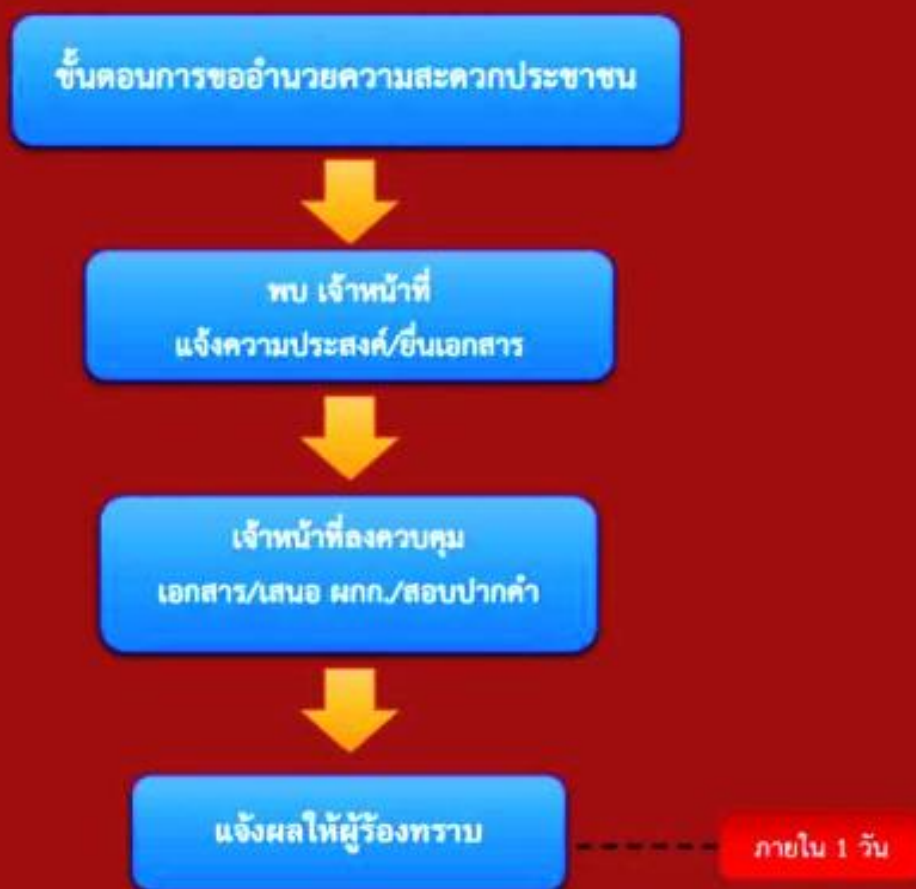 ขั้นตอนการขออำนวยความสะดวกประชาชน
พบ เจ้าหน้าที่
แจ้งความประสงค์/ยื่นเอกสาร
เจ้าหน้าที่ลงควบคุม
เอกสาร/เสนอ ผกก./สอบปากคำ
แจ้งผลให้ผู้ร้องทราบ
ภายใน 1 วัน